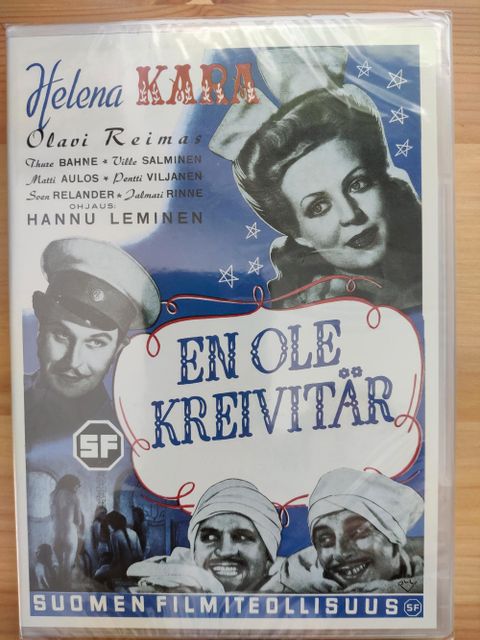 Helena KARA
Olavi Reimas
Thure BAHNE ★ Ville SALMINEN
Matti AULOS ★ Pentti VILJANEN
Sven RELANDER ★ Jalmari RINNE
OHJAUS:
HANNU LEMINEN
EN OLE
KREIVITÄR
SF
SUOMEN FILMITEOLLISUUS SF